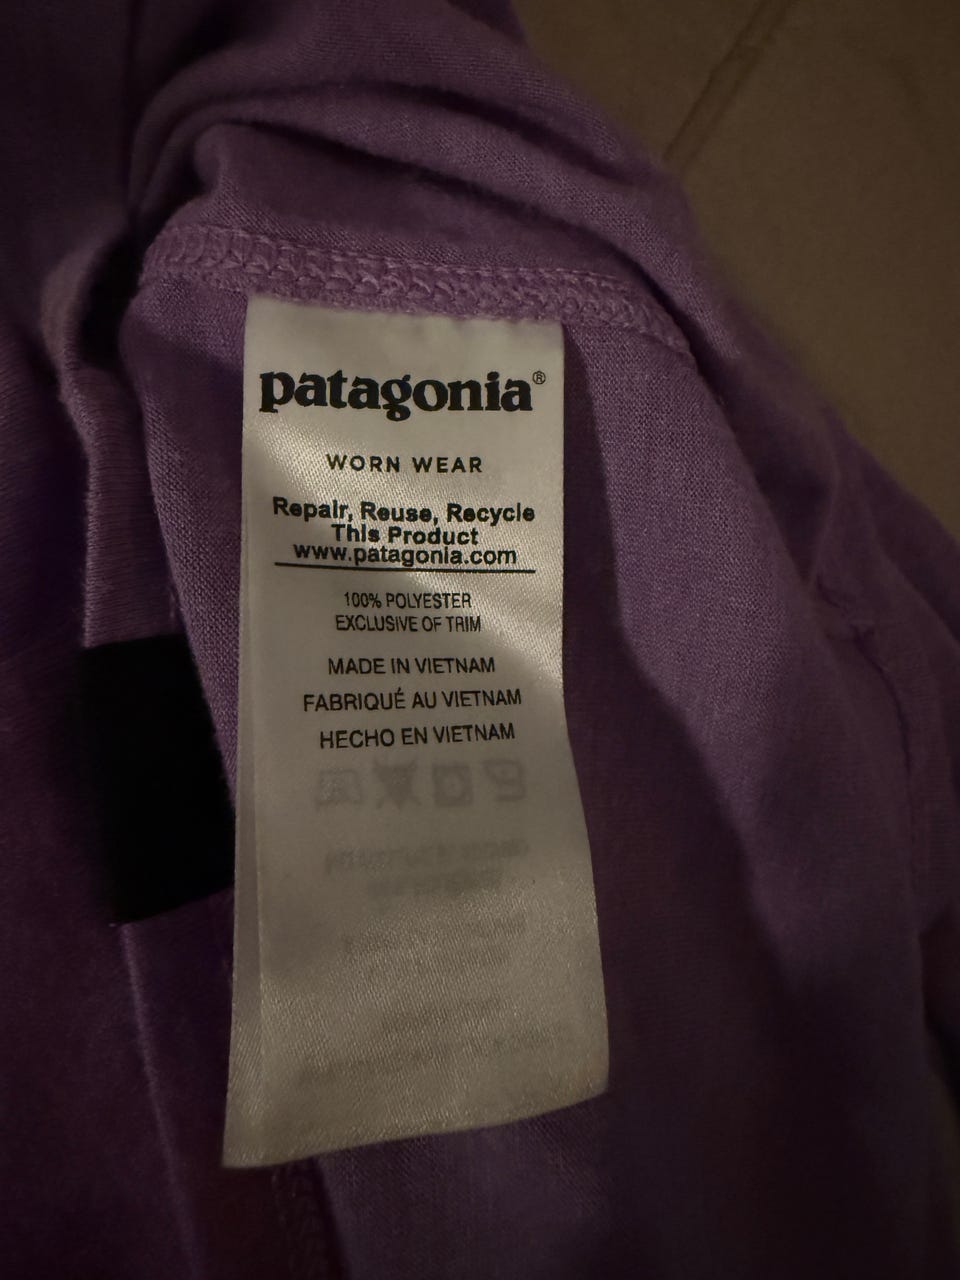 patagonia®
WORN WEAR
Repair, Reuse, Recycle
This Product
www.patagonia.com
100% POLYESTER
EXCLUSIVE OF TRIM
MADE IN VIETNAM
FABRIQUÉ AU VIETNAM
HECHO EN VIETNAM